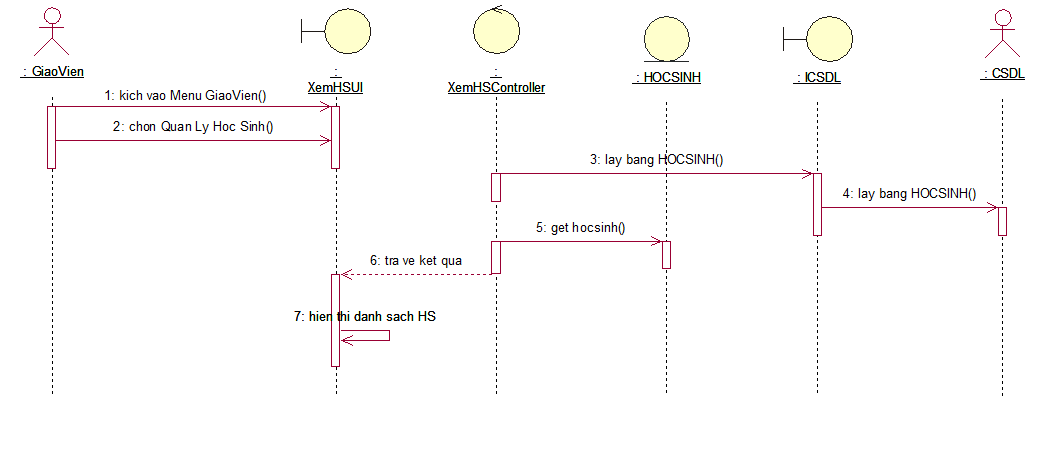 : GiaoVien
:
XemHSUI
:
XemHSController
: HOCSINH
: ICSDL
: CSDL
1: kich vao Menu GiaoVien()
2: chon Quan Ly Hoc Sinh()
3: lay bang HOCSINH()
4: lay bang HOCSINH()
5: get hocsinh()
6: tra ve ket qua
7: hien thi danh sach HS